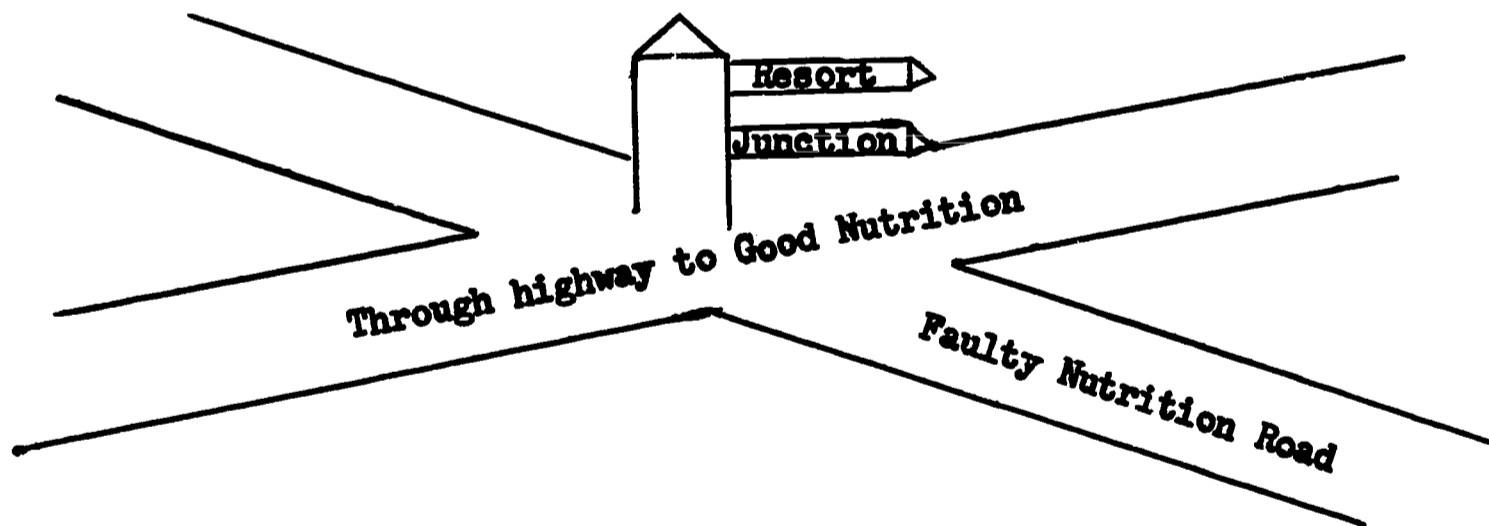 Resort
Junction
Through highway to Good Nutrition
Faulty Nutrition Road